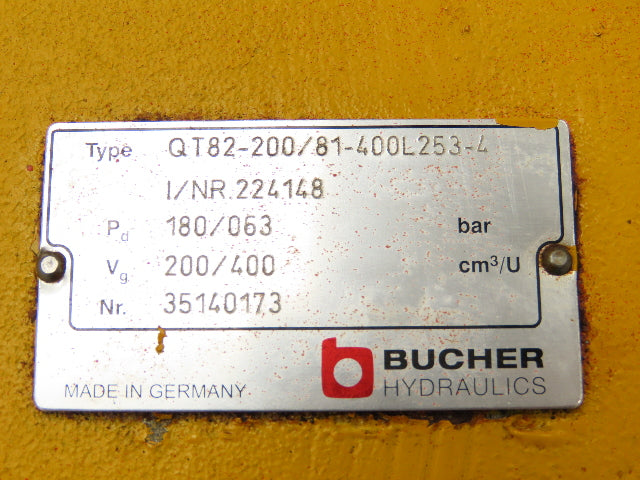 Type QT82-200/81-400L253-4
I/NR.224148
Pd 180/063 bar
Vg 200/400 cm³/U
Nr. 35140173
BUCHER
HYDRAULICS
MADE IN GERMANY